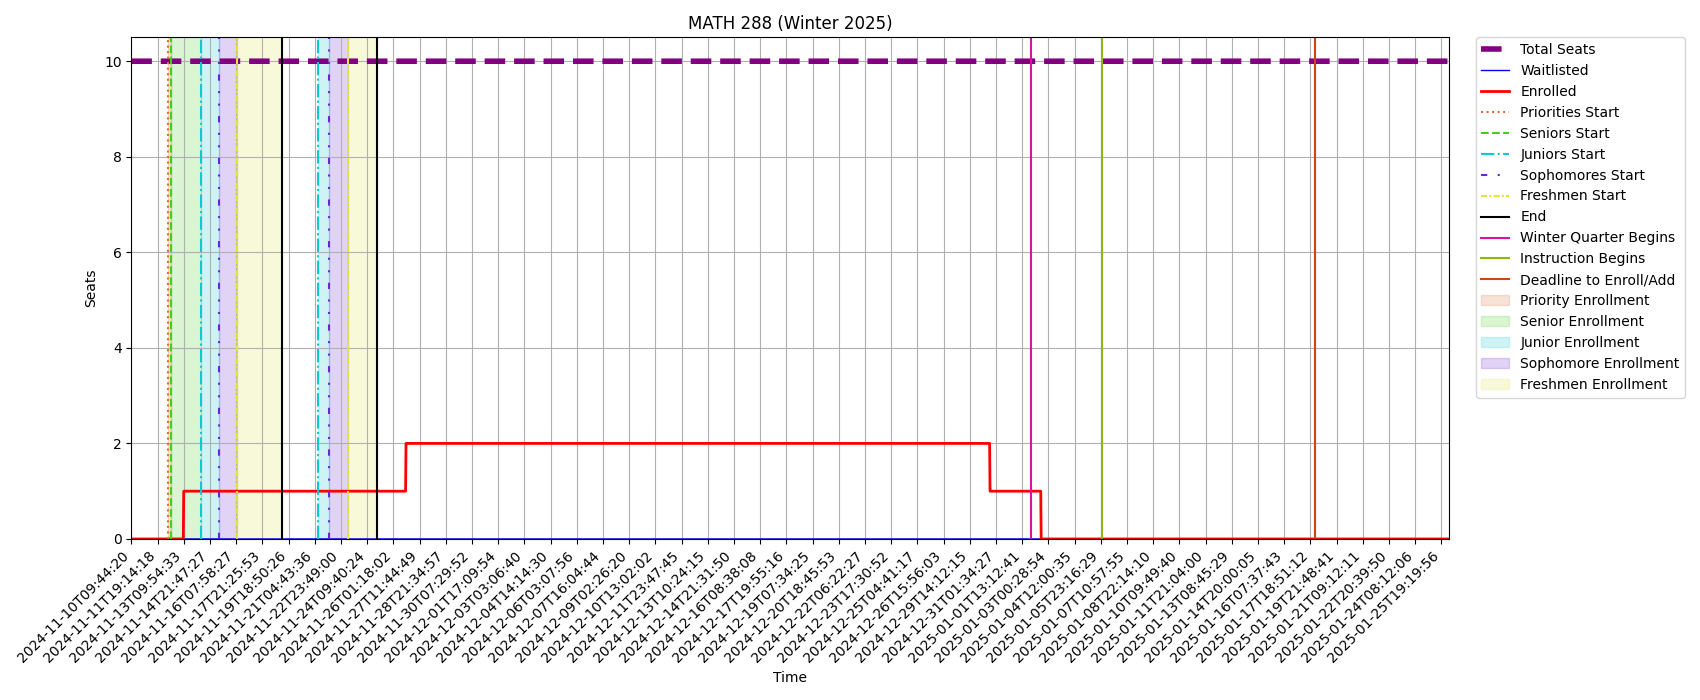 MATH 288 (Winter 2025)
Seats
10
8
6
4
2
0
2024-11-10T09:44:20
2024-11-11T19:14:18
2024-11-13T09:54:33
2024-11-14T21:47:27
2024-11-16T07:58:27
2024-11-17T21:25:53
2024-11-19T18:50:26
2024-11-21T04:43:36
2024-11-22T23:49:00
2024-11-24T09:40:24
2024-11-26T01:18:02
2024-11-27T11:44:49
2024-11-28T21:34:57
2024-11-30T07:29:52
2024-12-01T17:09:54
2024-12-03T03:06:40
2024-12-04T14:14:30
2024-12-06T03:07:56
2024-12-07T16:04:44
2024-12-09T02:26:20
2024-12-10T13:02:02
2024-12-11T23:47:45
2024-12-13T10:24:15
2024-12-14T21:31:50
2024-12-16T08:38:08
2024-12-17T19:55:16
2024-12-19T07:34:25
2024-12-20T18:45:53
2024-12-22T06:22:27
2024-12-23T17:30:52
2024-12-25T04:41:17
2024-12-26T15:56:03
2024-12-29T14:12:15
2024-12-31T01:34:27
2025-01-01T13:12:41
2025-01-03T00:28:54
2025-01-04T12:00:35
2025-01-05T23:16:29
2025-01-07T10:57:55
2025-01-08T22:14:10
2025-01-10T09:49:40
2025-01-11T21:04:00
2025-01-13T08:45:29
2025-01-14T20:00:05
2025-01-16T07:37:43
2025-01-17T18:51:12
2025-01-19T21:48:41
2025-01-21T09:12:11
2025-01-22T20:39:50
2025-01-24T08:12:06
2025-01-25T19:19:56
Time
Total Seats
Waitlisted
Enrolled
Priorities Start
Seniors Start
Juniors Start
Sophomores Start
Freshmen Start
End
Winter Quarter Begins
Instruction Begins
Deadline to Enroll/Add
Priority Enrollment
Senior Enrollment
Junior Enrollment
Sophomore Enrollment
Freshmen Enrollment